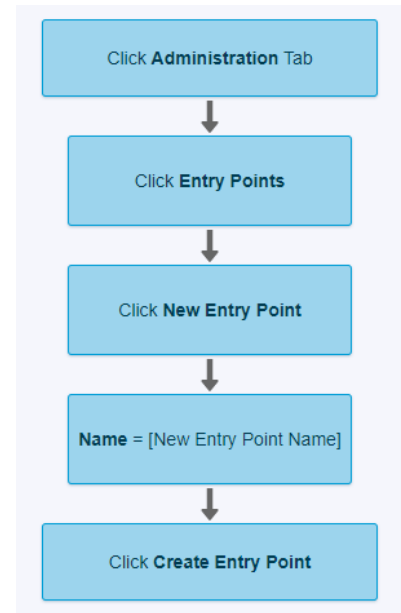 Click Administration Tab
Click Entry Points
Click New Entry Point
Name = [New Entry Point Name]
Click Create Entry Point